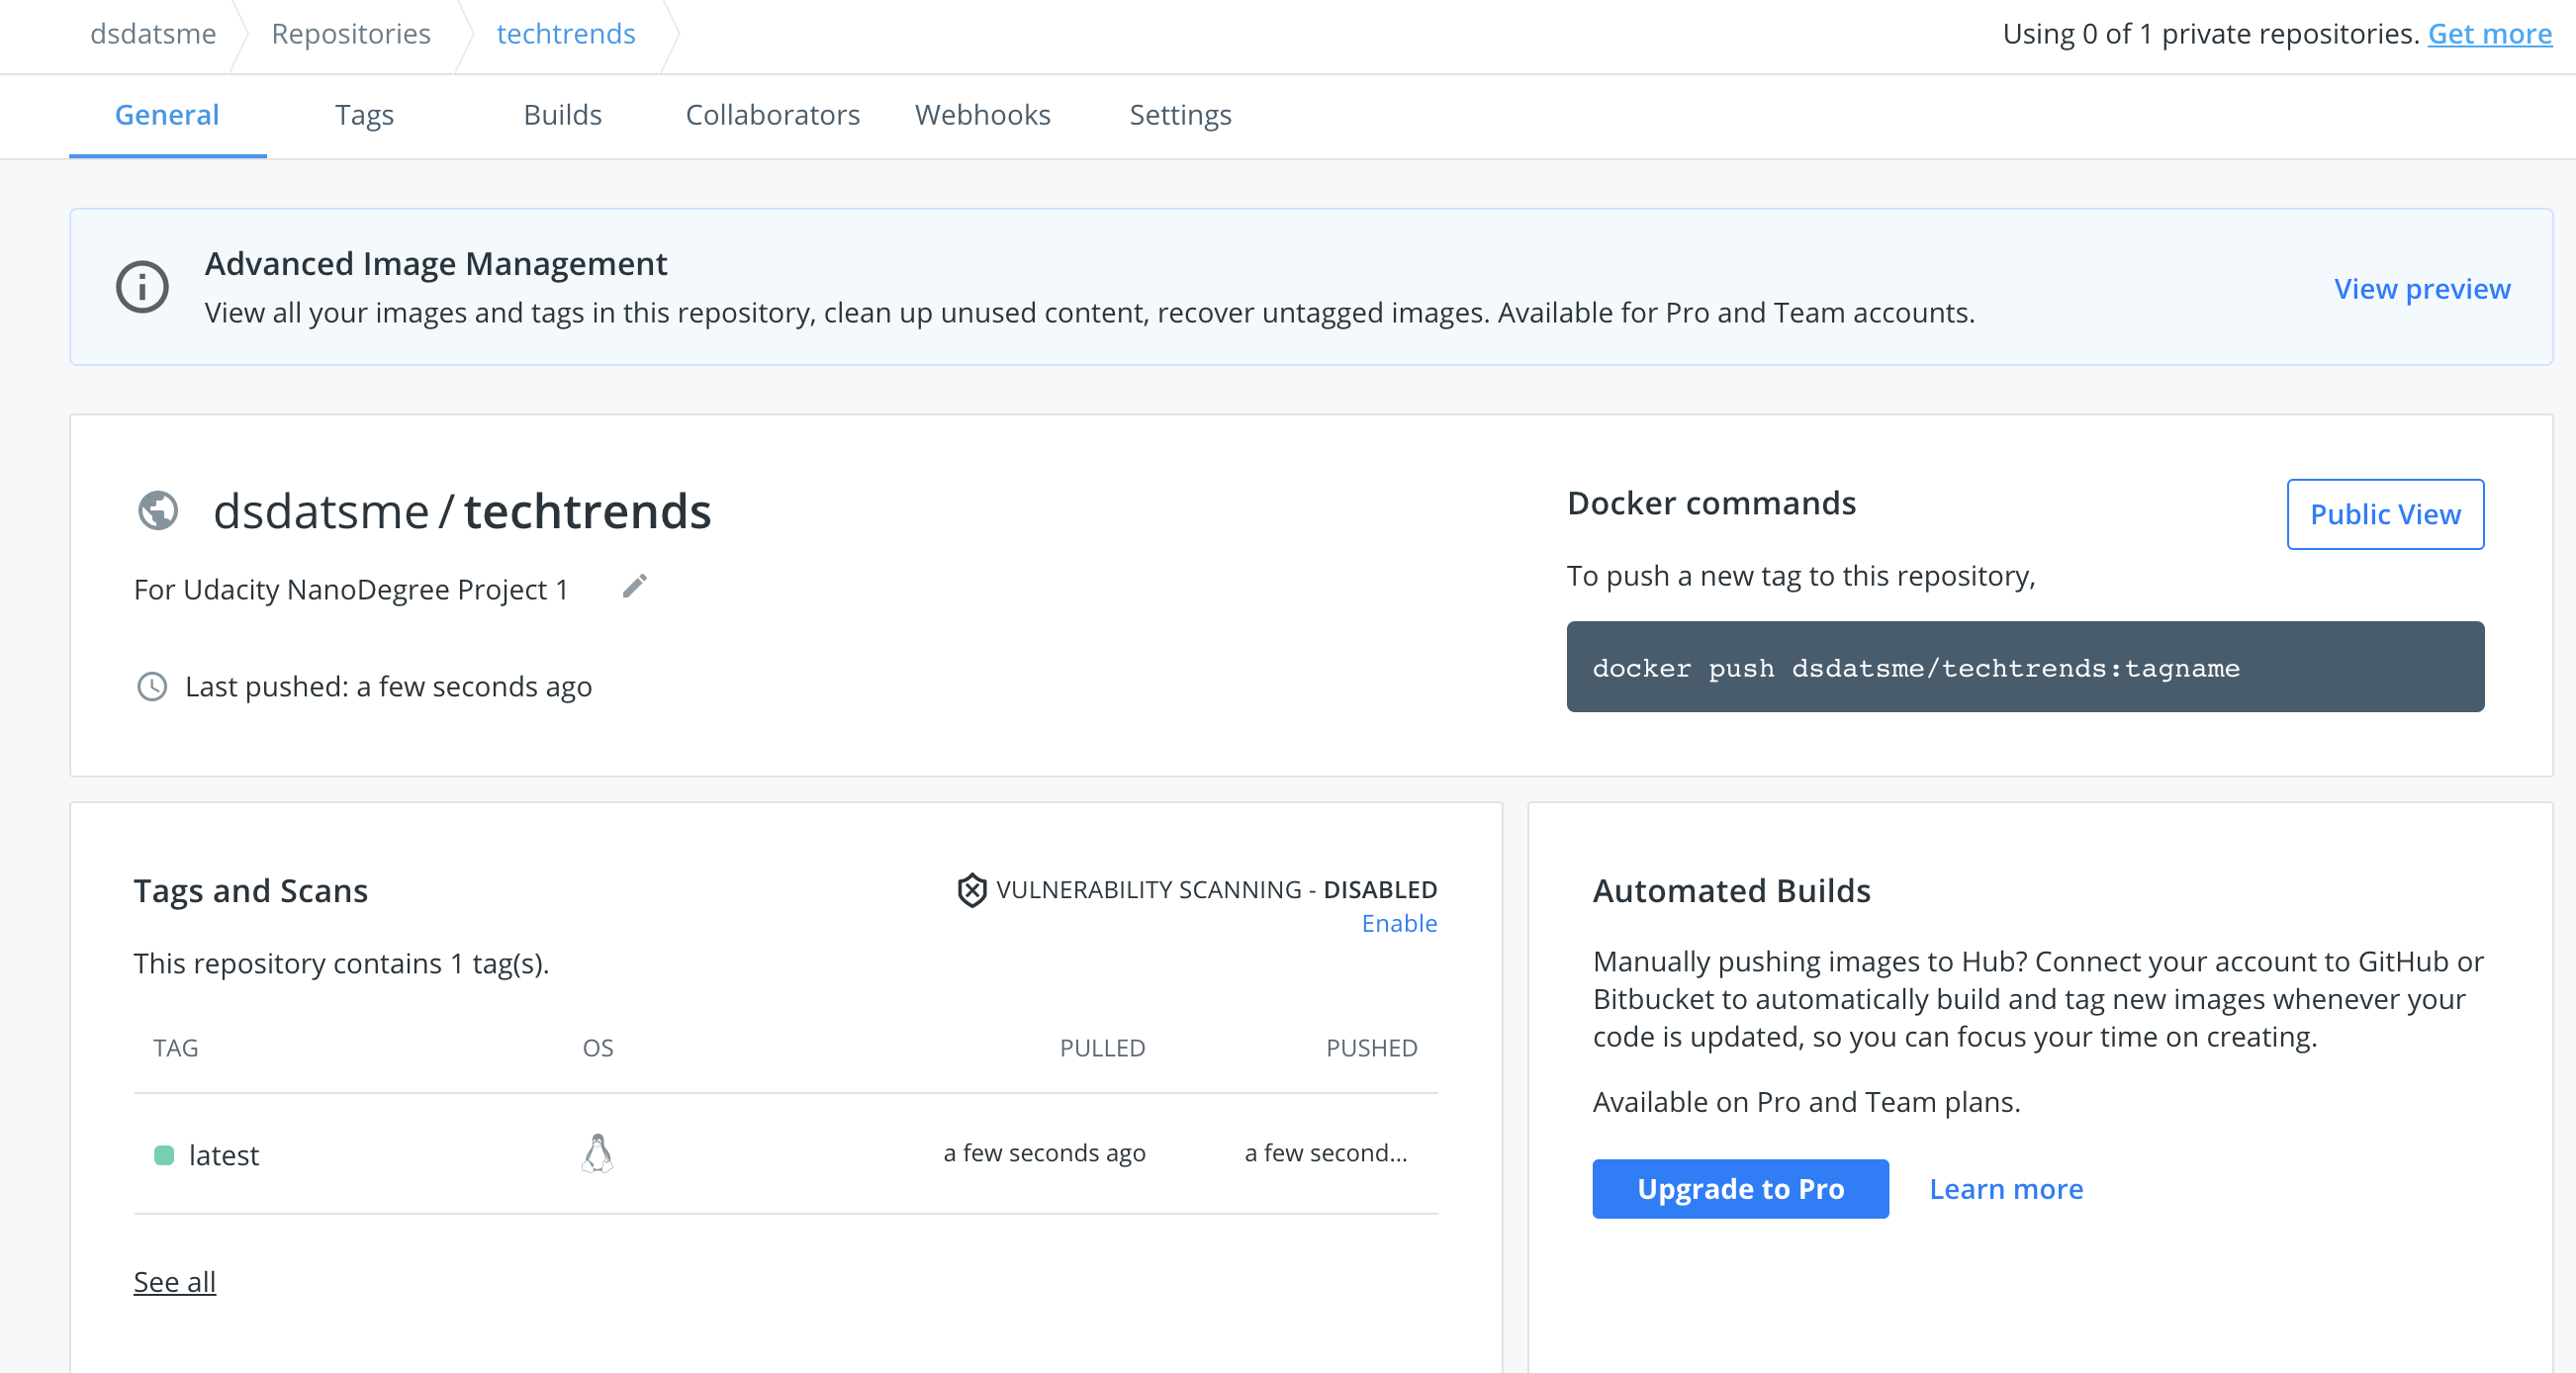 dsdatsme Repositories techtrends Using 0 of 1 private repositories. Get more
General Tags Builds Collaborators Webhooks Settings
Advanced Image Management
View all your images and tags in this repository, clean up unused content, recover untagged images. Available for Pro and Team accounts.
View preview
dsdatsme / techtrends
For Udacity NanoDegree Project 1
Last pushed: a few seconds ago
Docker commands
Public View
To push a new tag to this repository,
docker push dsdatsme/techtrends:tagname
Tags and Scans
VULNERABILITY SCANNING - DISABLED
Enable
This repository contains 1 tag(s).
TAG OS PULLED PUSHED
latest a few seconds ago a few second...
See all
Automated Builds
Manually pushing images to Hub? Connect your account to GitHub or
Bitbucket to automatically build and tag new images whenever your
code is updated, so you can focus your time on creating.
Available on Pro and Team plans.
Upgrade to Pro Learn more